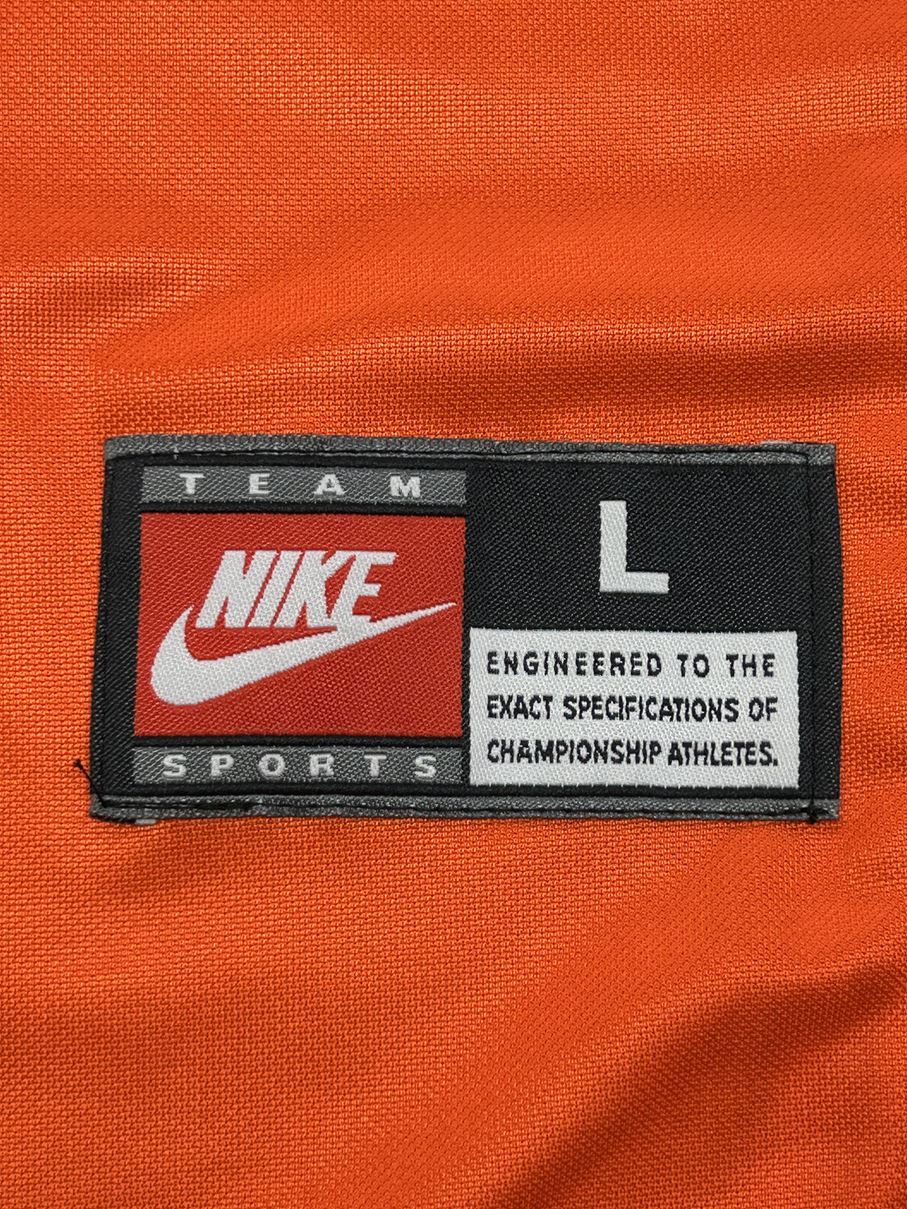 TEAM
NIKE
SPORTS
L
ENGINEERED TO THE
EXACT SPECIFICATIONS OF
CHAMPIONSHIP ATHLETES.